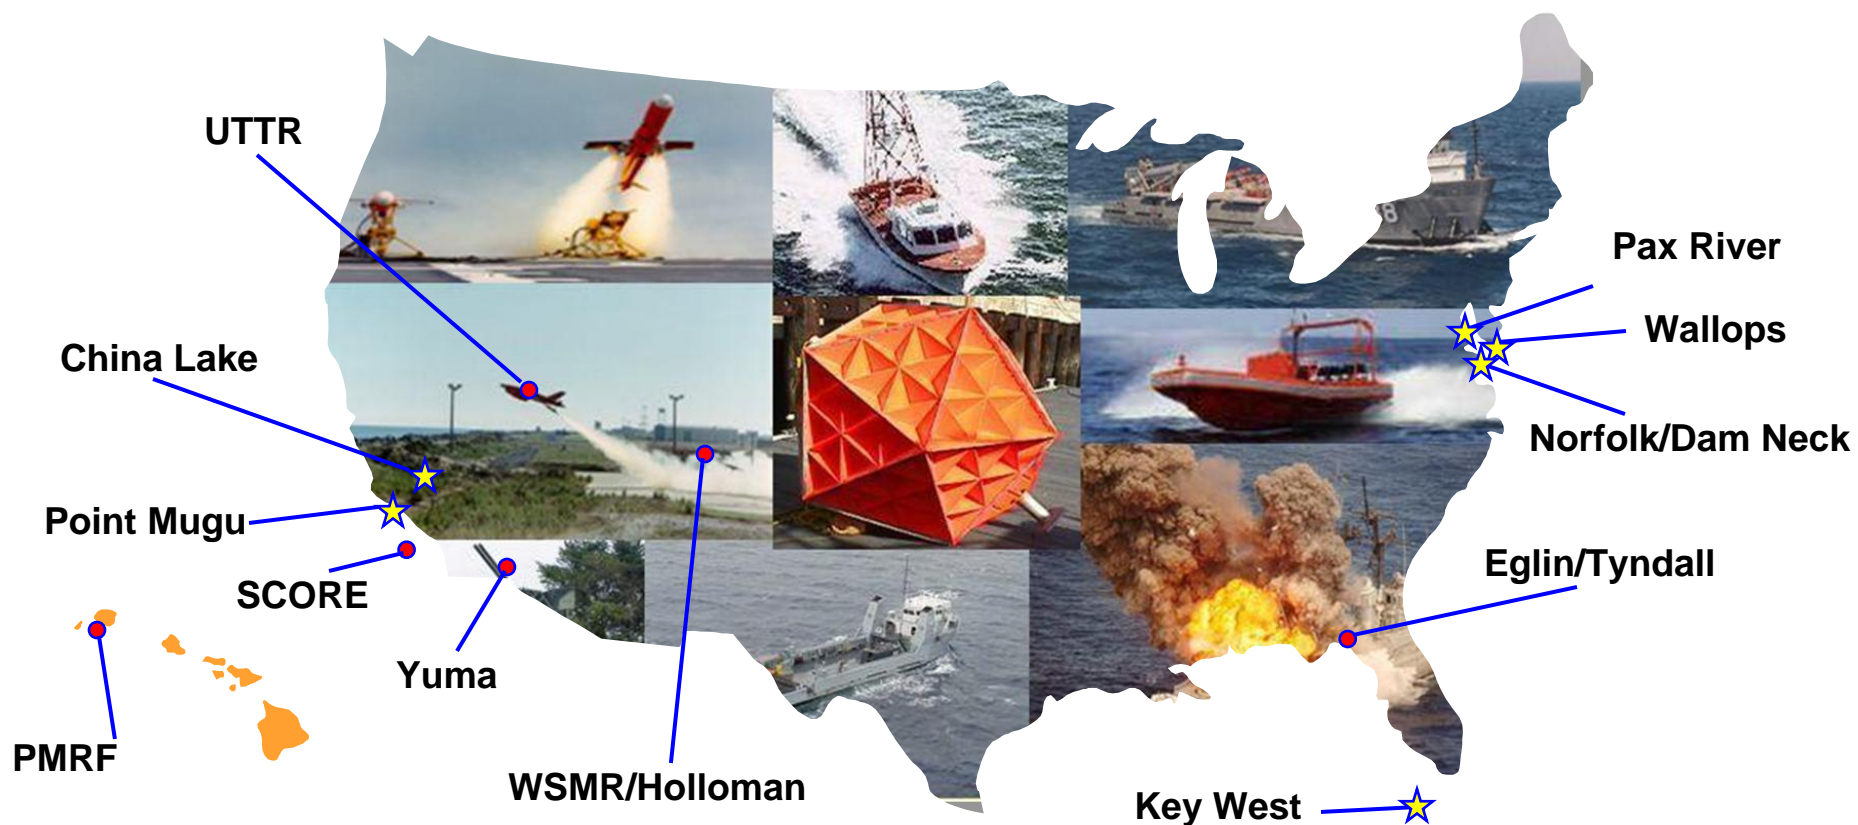 UTTR
Pax River
Wallops
China Lake
Norfolk/Dam Neck
Point Mugu
Eglin/Tyndall
SCORE
Yuma
PMRF
WSMR/Holloman
Key West
8